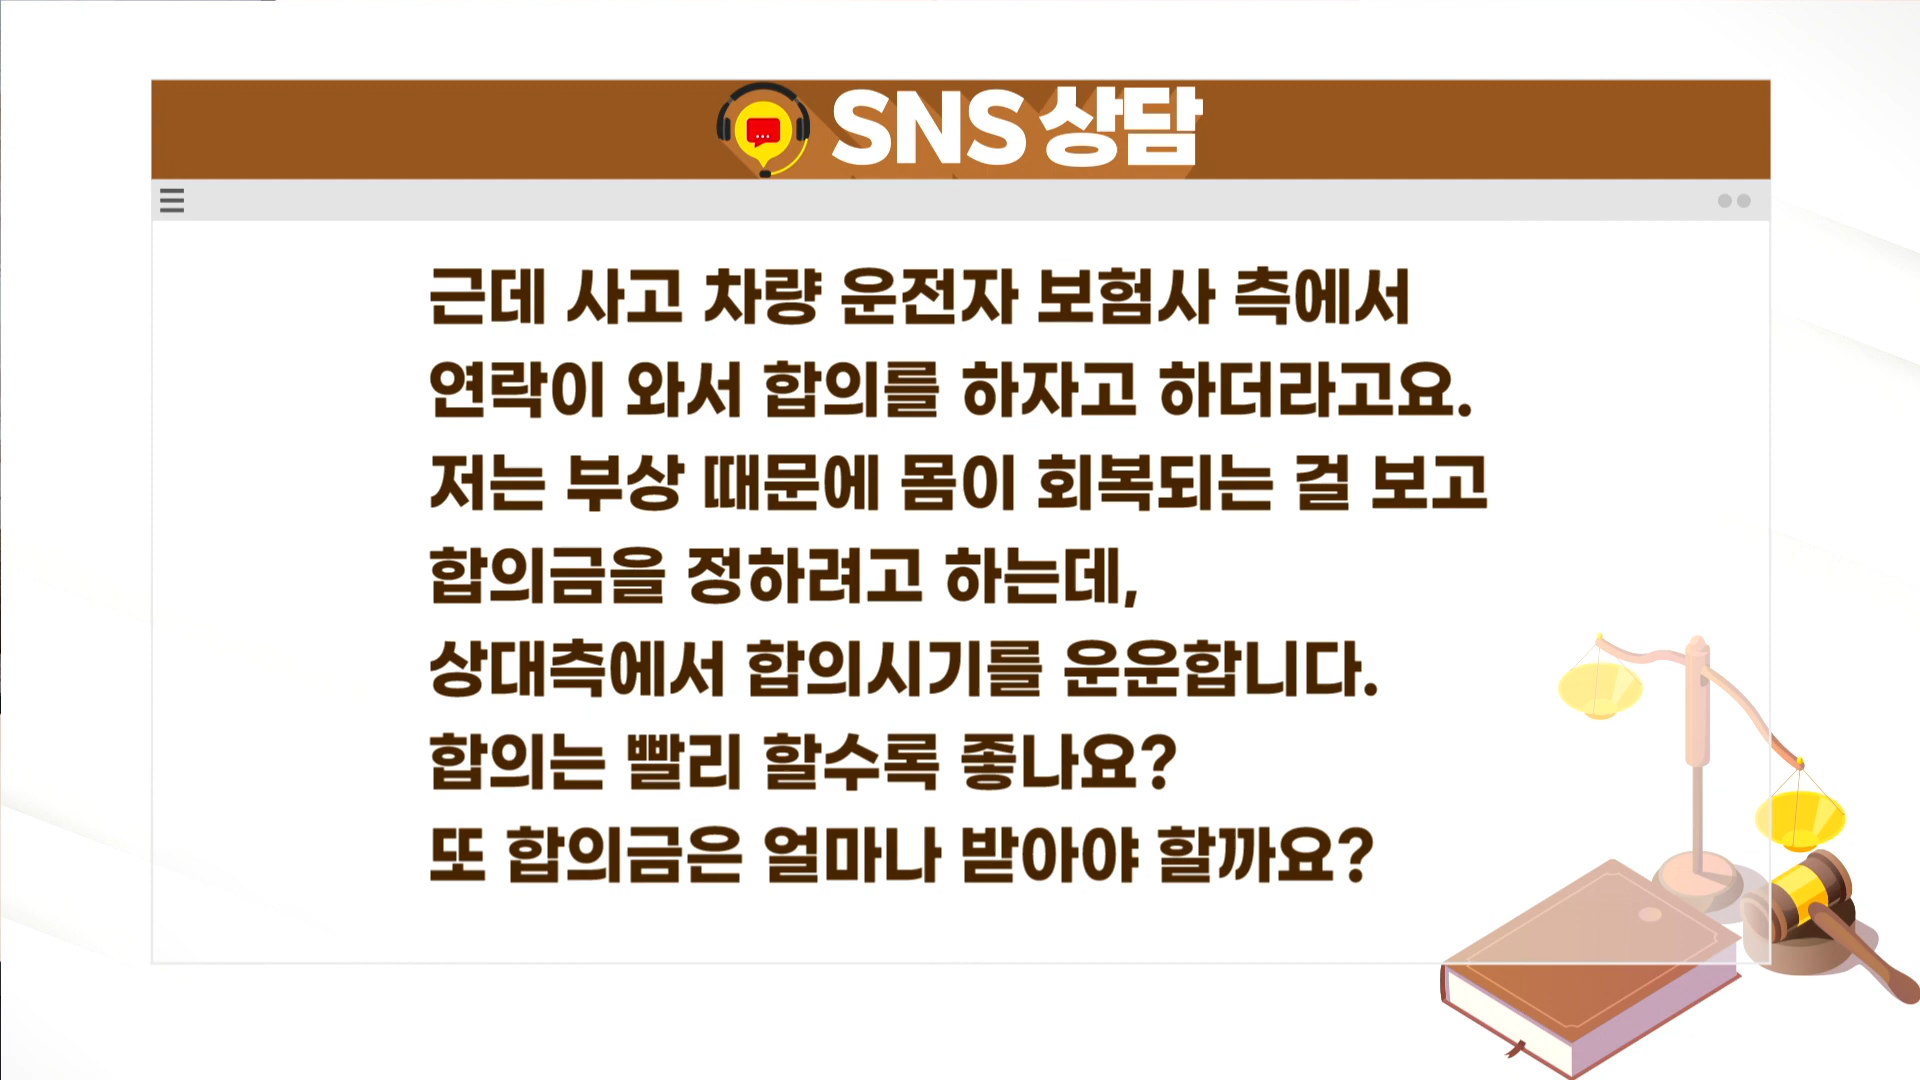 SNS 상담
근데 사고 차량 운전자 보험사 측에서
연락이 와서 합의를 하자고 하더라고요.
저는 부상 때문에 몸이 회복되는 걸 보고
합의금을 정하려고 하는데,
상대측에서 합의시기를 운운합니다.
합의는 빨리 할수록 좋나요?
또 합의금은 얼마나 받아야 할까요?